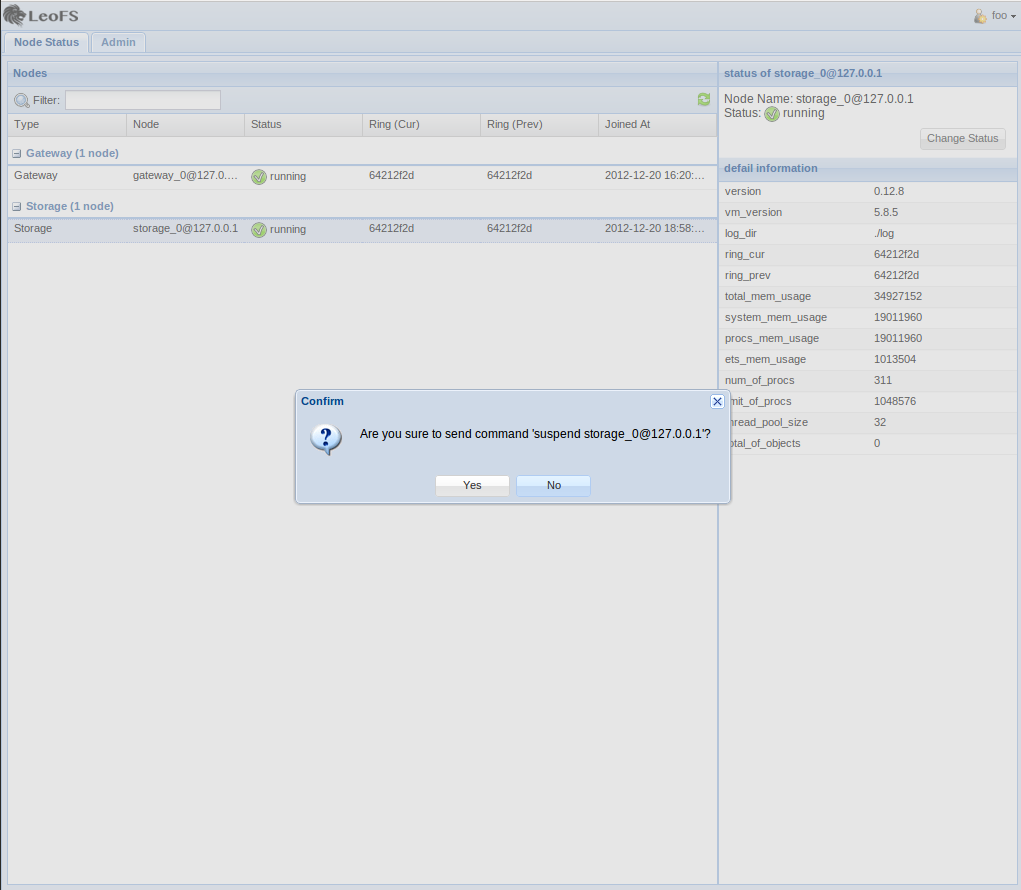 LeoFS
foo
Node Status Admin
Nodes
Filter:
Type Node Status Ring (Cur) Ring (Prev) Joined At
Gateway (1 node)
Gateway gateway_0@127.0.... running 64212f2d 64212f2d 2012-12-20 16:20:...
Storage (1 node)
Storage storage_0@127.0.0.1 running 64212f2d 64212f2d 2012-12-20 18:58:...
status of storage_0@127.0.0.1
Node Name: storage_0@127.0.0.1
Status: running
Change Status
defail information
version 0.12.8
vm_version 5.8.5
log_dir ./log
ring_cur 64212f2d
ring_prev 64212f2d
total_mem_usage 34927152
system_mem_usage 19011960
procs_mem_usage 19011960
ets_mem_usage 1013504
num_of_procs 311
mit_of_procs 1048576
hread_pool_size 32
otal_of_objects 0
Confirm
Are you sure to send command 'suspend storage_0@127.0.0.1'?
Yes No